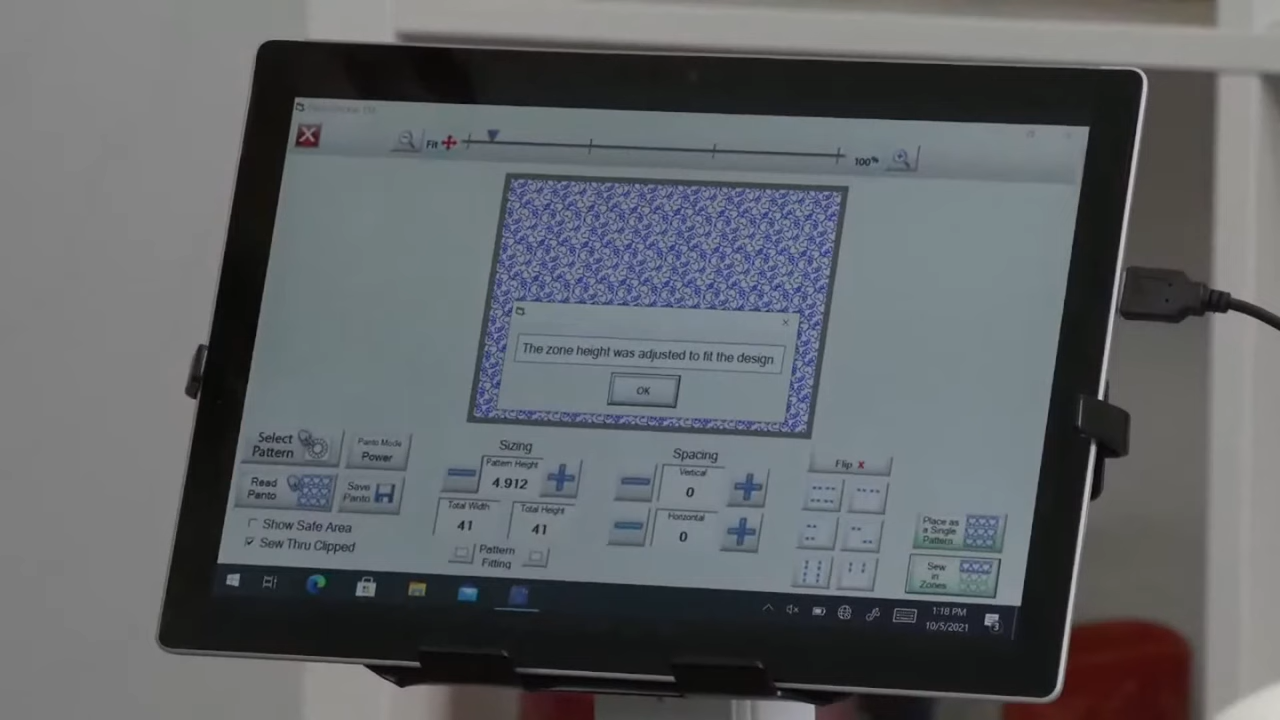 Fit
100%
The zone height was adjusted to fit the design
OK
Select
Pattern
Panto Mode
Power
Read
Panto
Save
Panto
Show Safe Area
Sew Thru Clipped
Sizing
Pattern Height
4.912
Total Width
41
Total Height
41
Pattern
Fitting
Spacing
Vertical
0
Horizontal
0
Flip X
Place as
a Single
Pattern
Sew
in
Zones
1:18 PM
10/5/2021
3